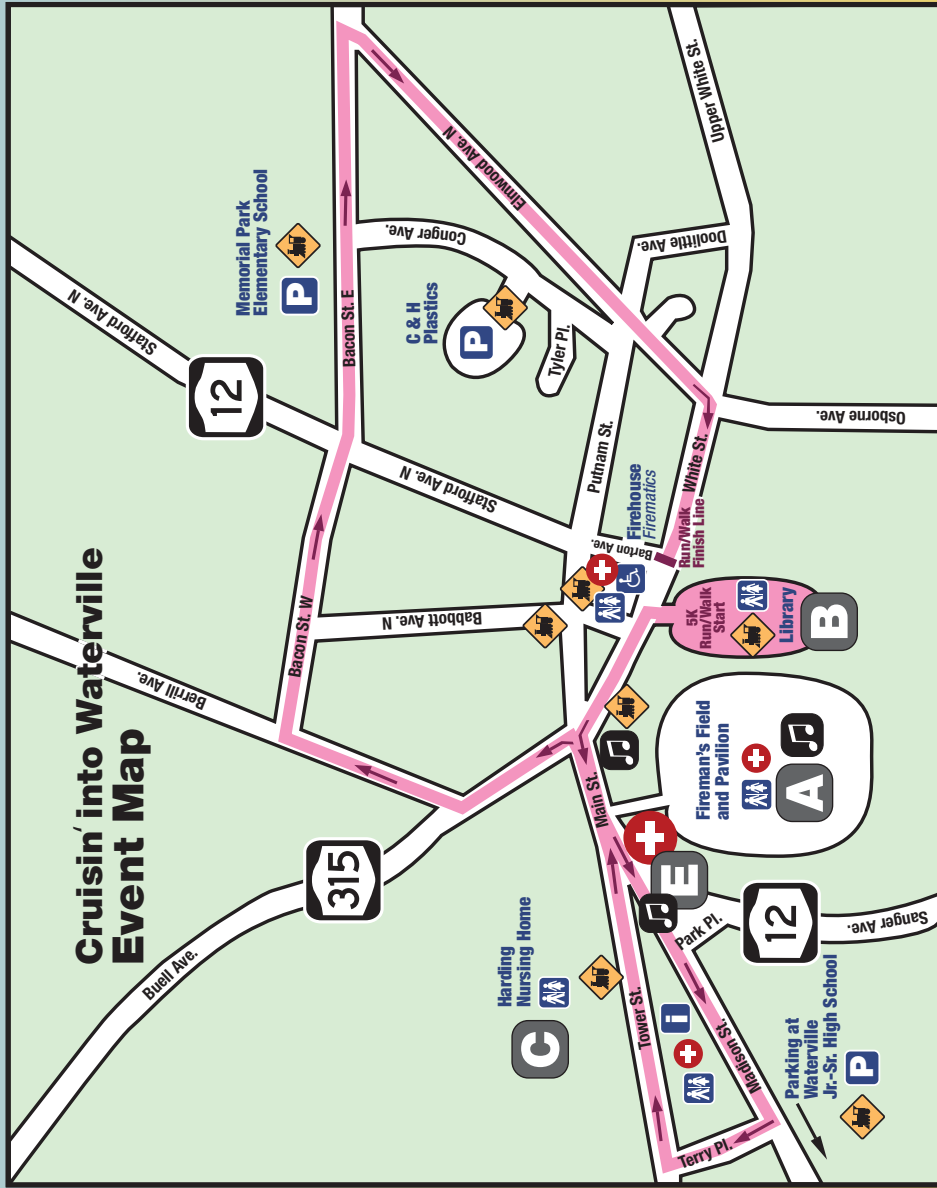 Cruisin' into Waterville
Event Map
Buell Ave.
315
Berrill Ave.
Bacon St. W
Babbott Ave. N
Stafford Ave. N
12
Stafford Ave. N
Bacon St. E
Memorial Park
Elementary School
P
Conger Ave.
C & H
Plastics
P
Tyler Pl.
Elmwood Ave. N
Putnam St.
Doolittle Ave.
Upper White St.
Osborne Ave.
White St.
Firehouse
Firematics
Barton Ave.
Run/Walk
Finish Line
5K
Run/Walk
Start
Library
B
Main St.
Fireman's Field
and Pavilion
A
E
Park Pl.
12
Sanger Ave.
Harding
Nursing Home
C
Tower St.
i
Madison St.
Terry Pl.
Parking at
Waterville
Jr.-Sr. High School
P